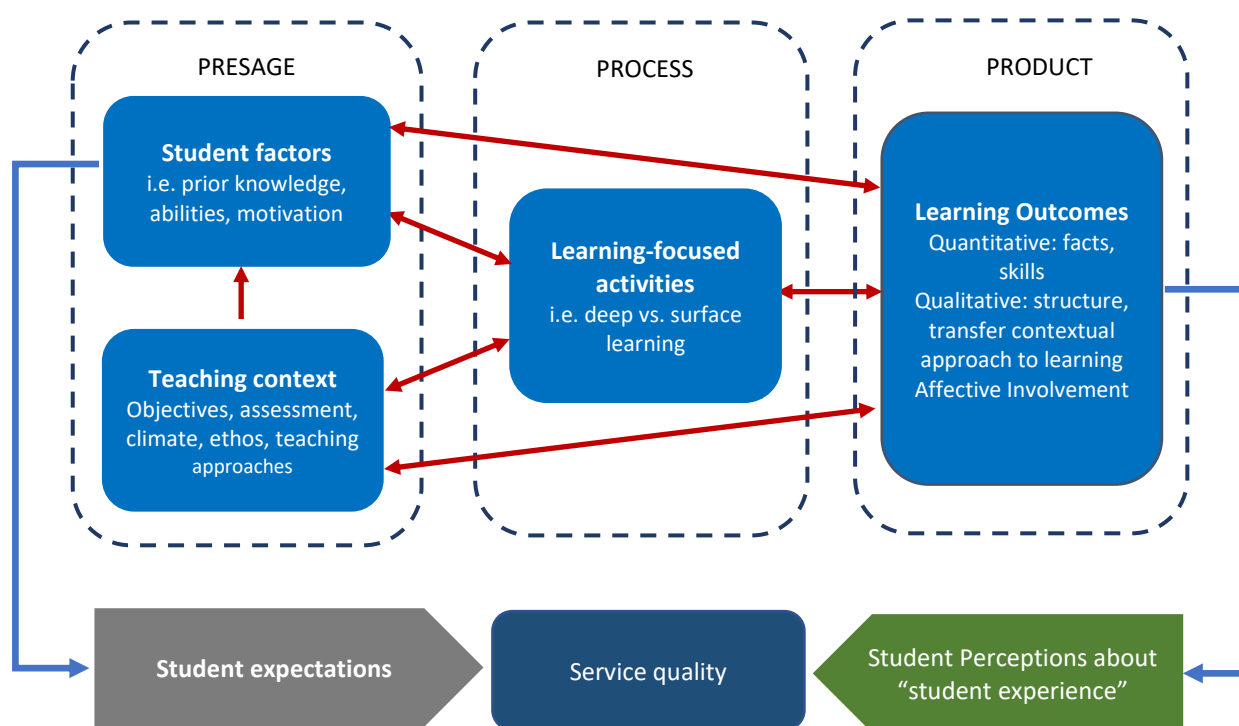 PRESAGE
Student factors
i.e. prior knowledge,
abilities, motivation
Teaching context
Objectives, assessment,
climate, ethos, teaching
approaches
PROCESS
Learning-focused
activities
i.e. deep vs. surface
learning
PRODUCT
Learning Outcomes
Quantitative: facts,
skills
Qualitative: structure,
transfer contextual
approach to learning
Affective Involvement
Student expectations
Service quality
Student Perceptions about
“student experience”